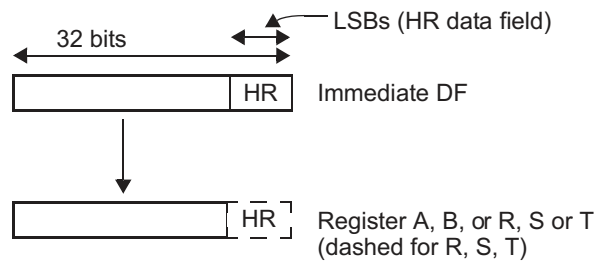 LSBs (HR data field)
32 bits
HR
Immediate DF
HR
Register A, B, or R, S or T
(dashed for R, S, T)